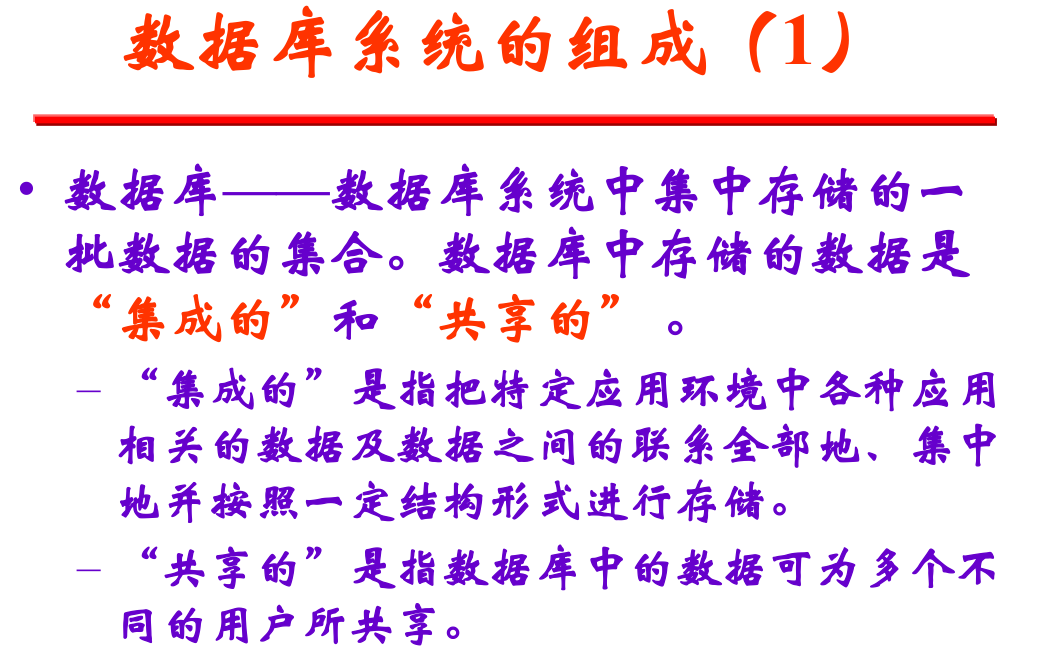 数据库系统的组成（1）
• 数据库——数据库系统中集中存储的一
批数据的集合。数据库中存储的数据是
“集成的”和“共享的”。
– “集成的”是指把特定应用环境中各种应用
相关的数据及数据之间的联系全部地、集中
地并按照一定结构形式进行存储。
– “共享的”是指数据库中的数据可为多个不
同的用户所共享。